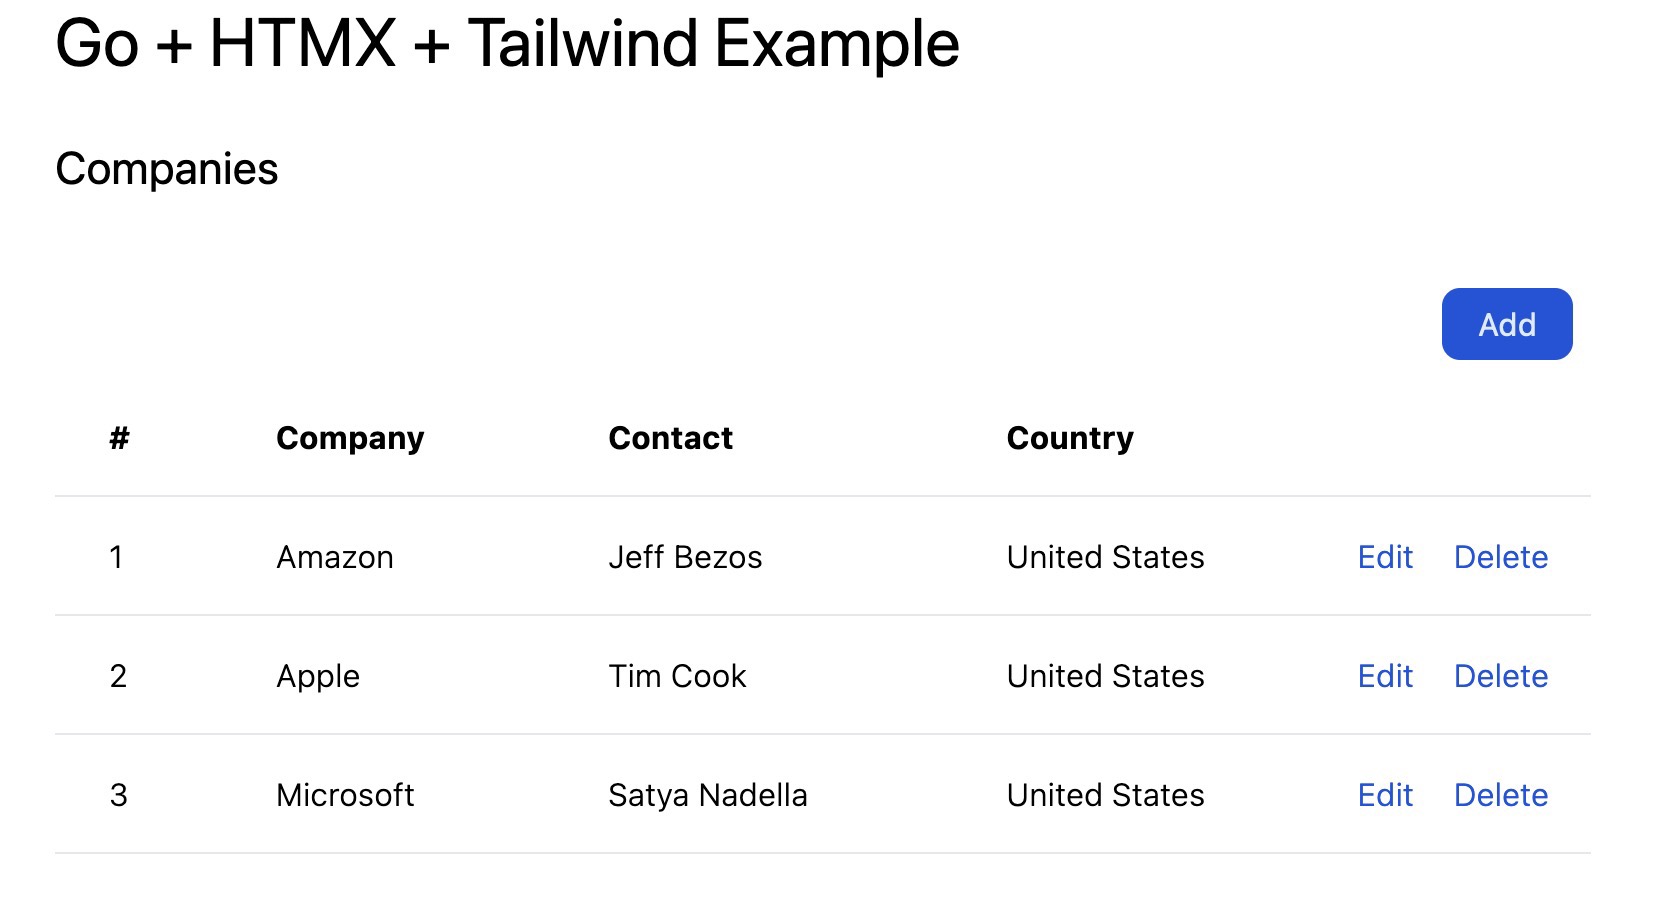 Go + HTMX + Tailwind Example
Companies
Add
# Company Contact Country
1 Amazon Jeff Bezos United States Edit Delete
2 Apple Tim Cook United States Edit Delete
3 Microsoft Satya Nadella United States Edit Delete